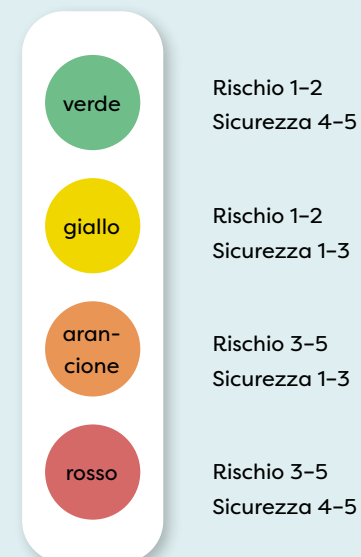 verde
Rischio 1–2
Sicurezza 4–5
giallo
Rischio 1–2
Sicurezza 1–3
aran-
cione
Rischio 3–5
Sicurezza 1–3
rosso
Rischio 3–5
Sicurezza 4–5